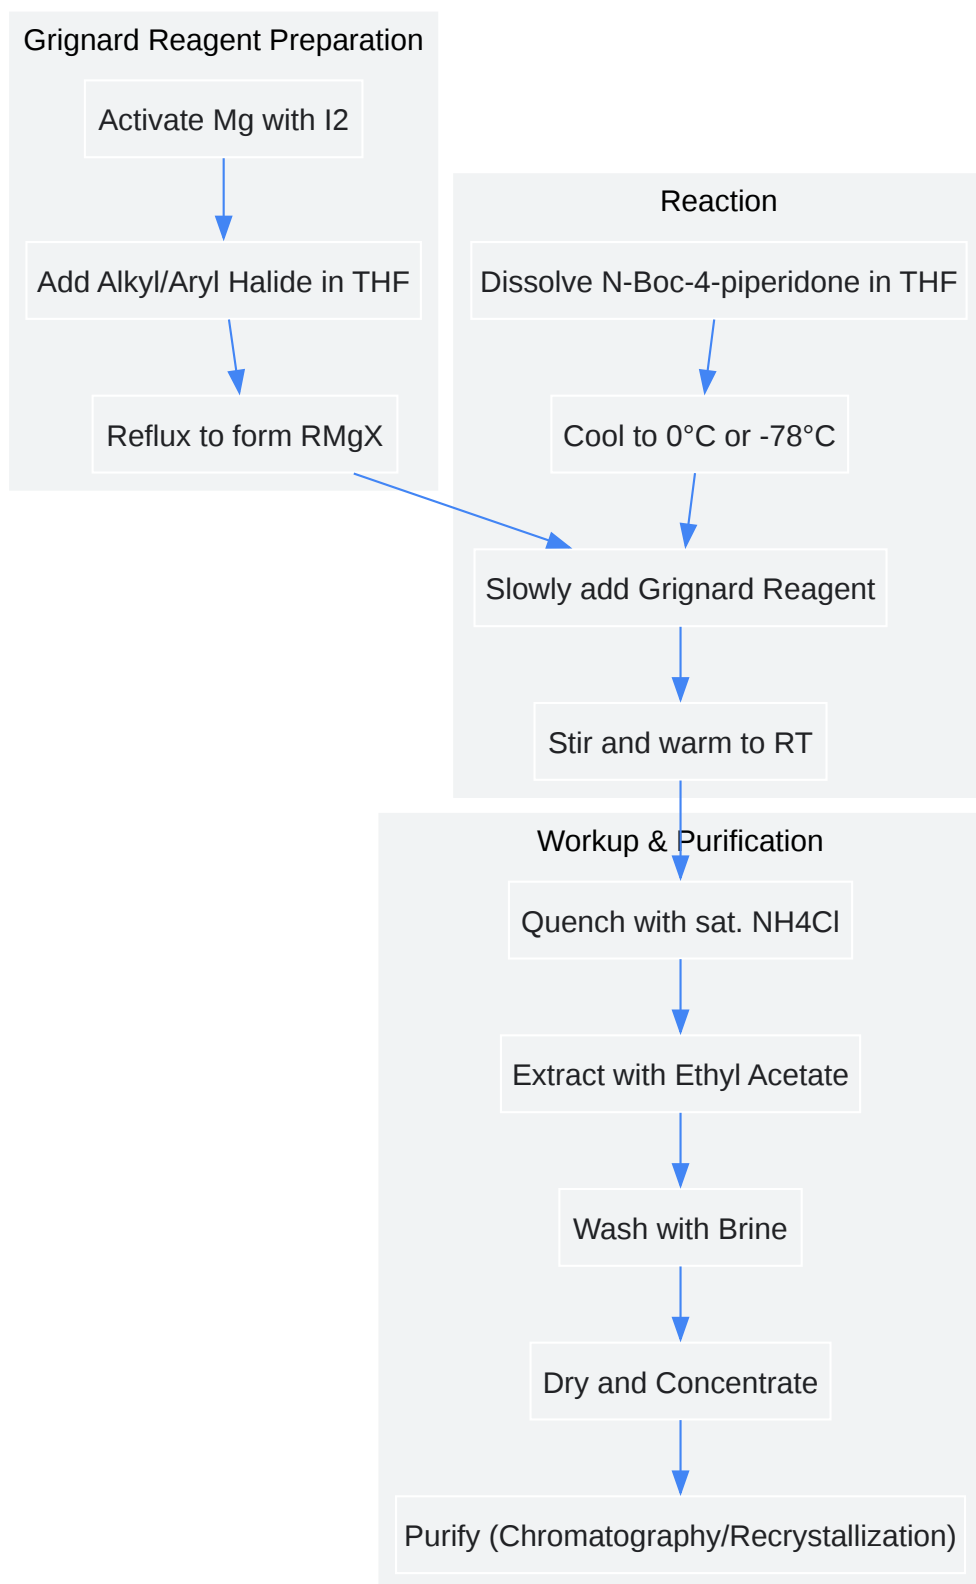 Grignard Reagent Preparation
Activate Mg with I2
Add Alkyl/Aryl Halide in THF
Reflux to form RMgX
Reaction
Dissolve N-Boc-4-piperidone in THF
Cool to 0°C or -78°C
Slowly add Grignard Reagent
Stir and warm to RT
Workup & Purification
Quench with sat. NH4Cl
Extract with Ethyl Acetate
Wash with Brine
Dry and Concentrate
Purify (Chromatography/Recrystallization)